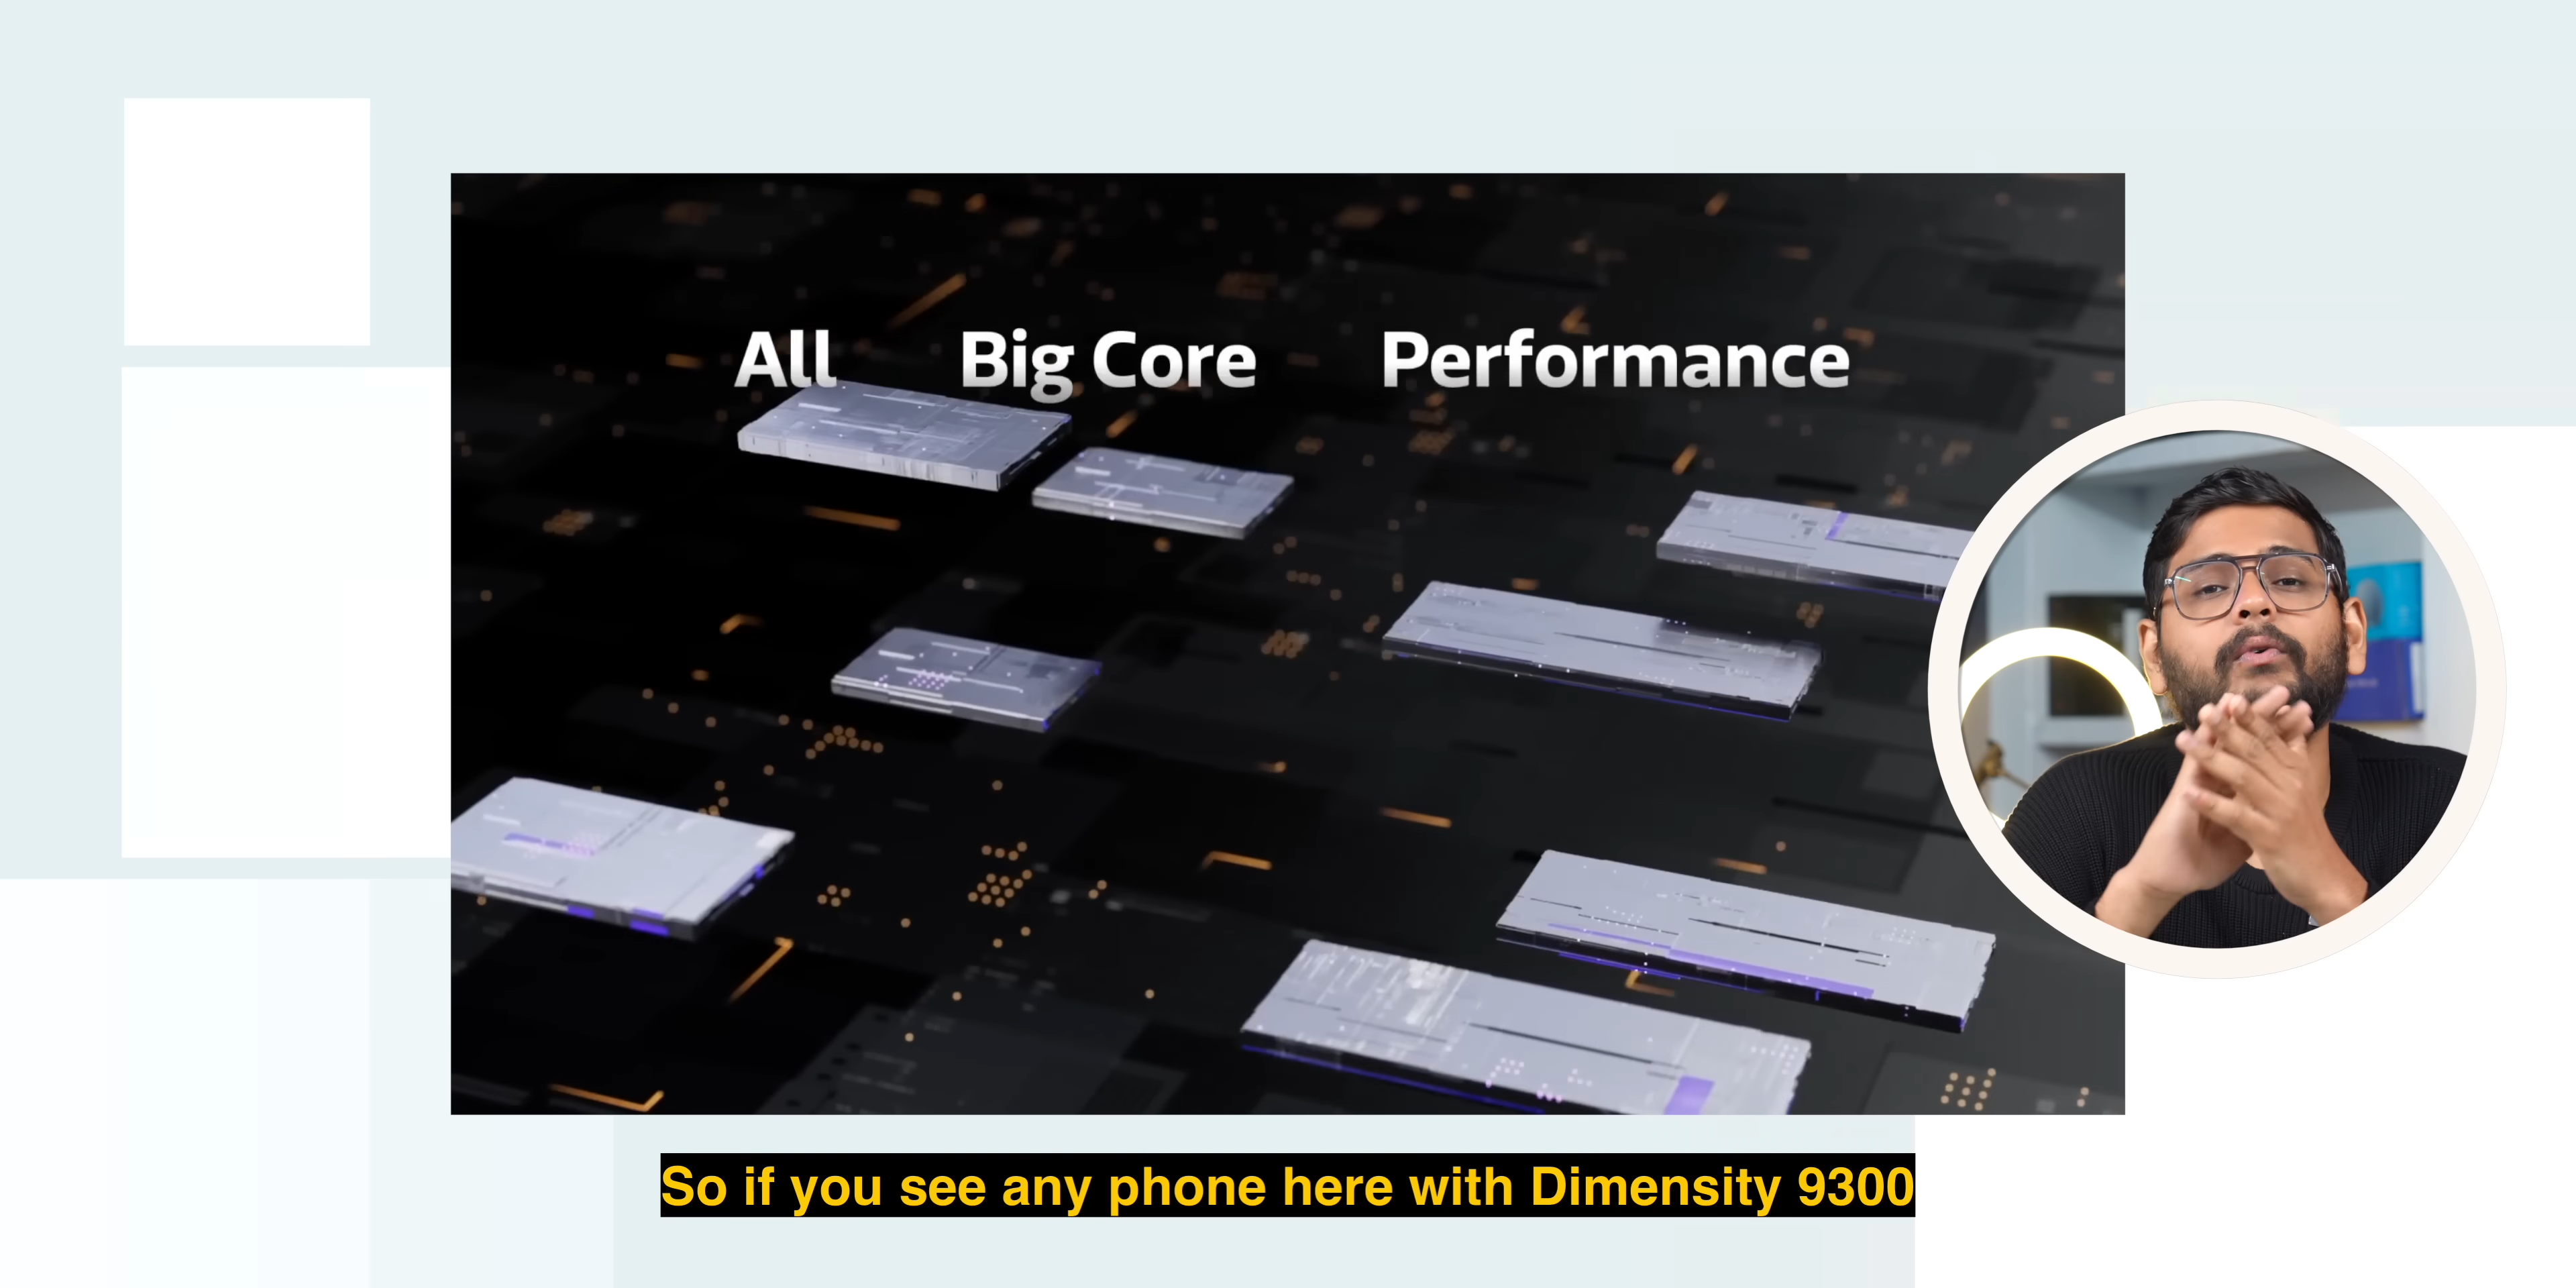 All Big Core Performance
So if you see any phone here with Dimensity 9300